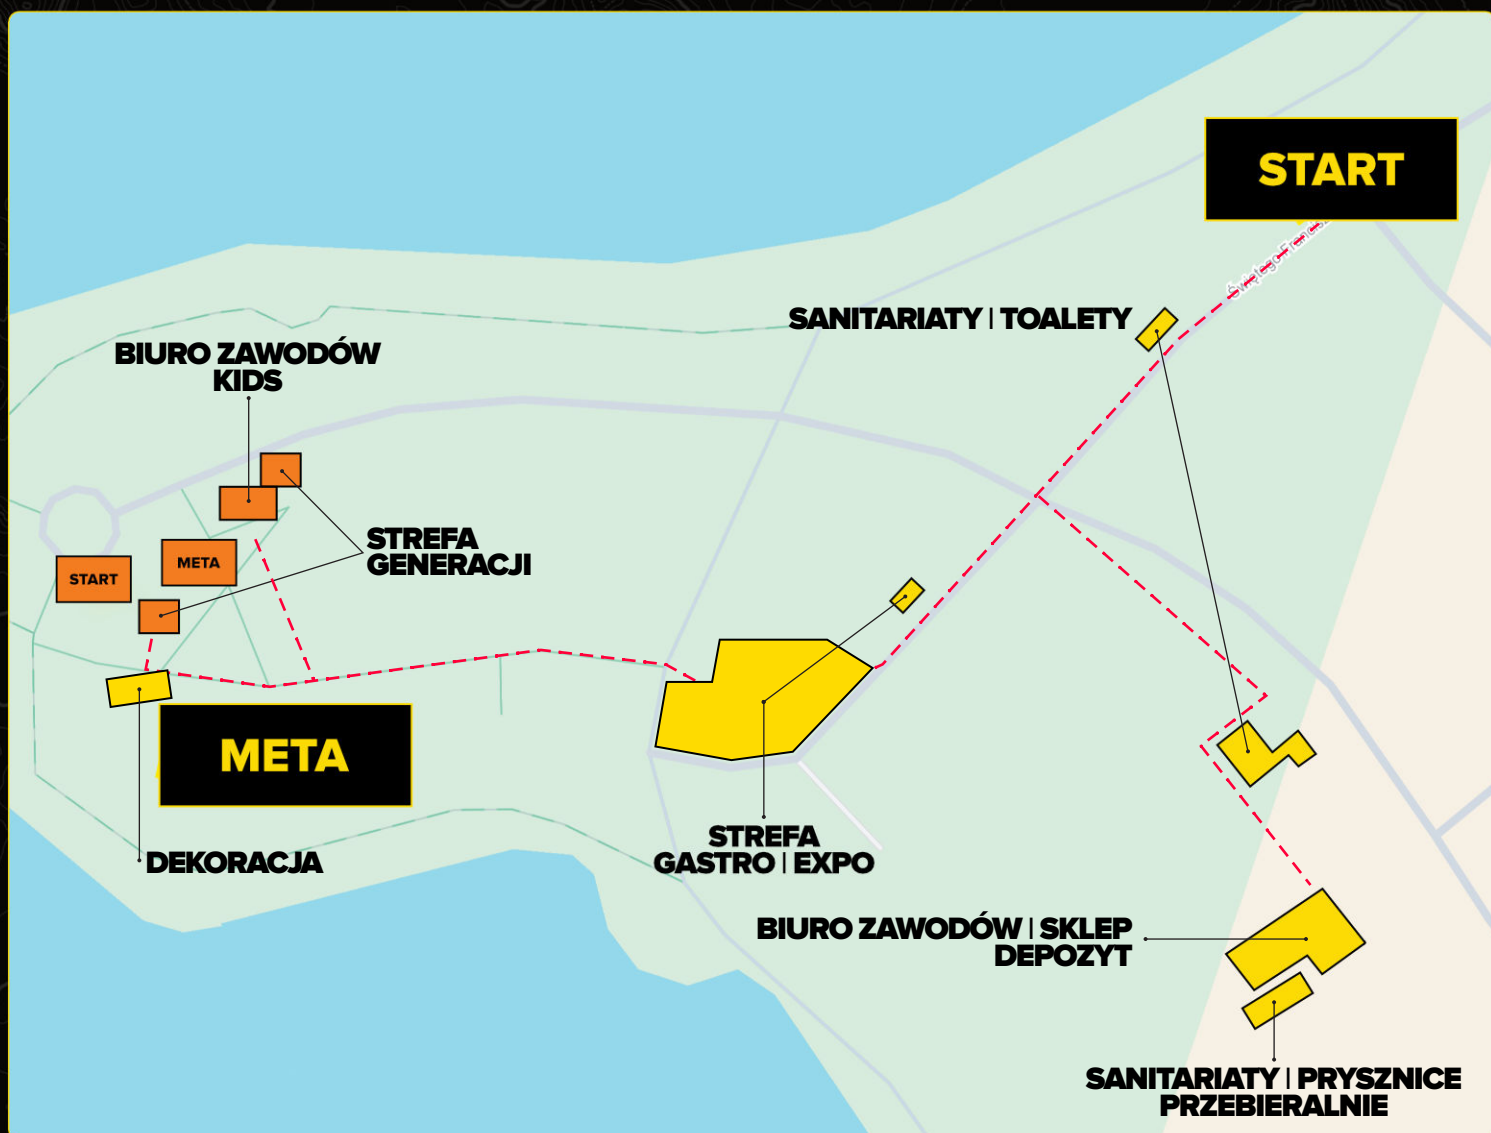 START
Świętego
SANITARIATY | TOALETY
BIURO ZAWODÓW
KIDS
STREFA
GENERACJI
META
START
META
STREFA
GASTRO | EXPO
DEKORACJA
BIURO ZAWODÓW | SKLEP
DEPOZYT
SANITARIATY | PRYSZNICE
PRZEBIERALNIE